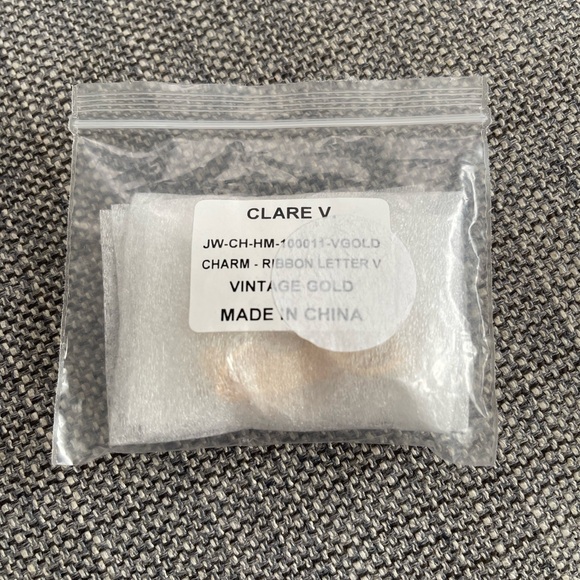 CLARE V.
JW-CH-HM-100011-VGOLD
CHARM - RIBBON LETTER V
VINTAGE GOLD
MADE IN CHINA